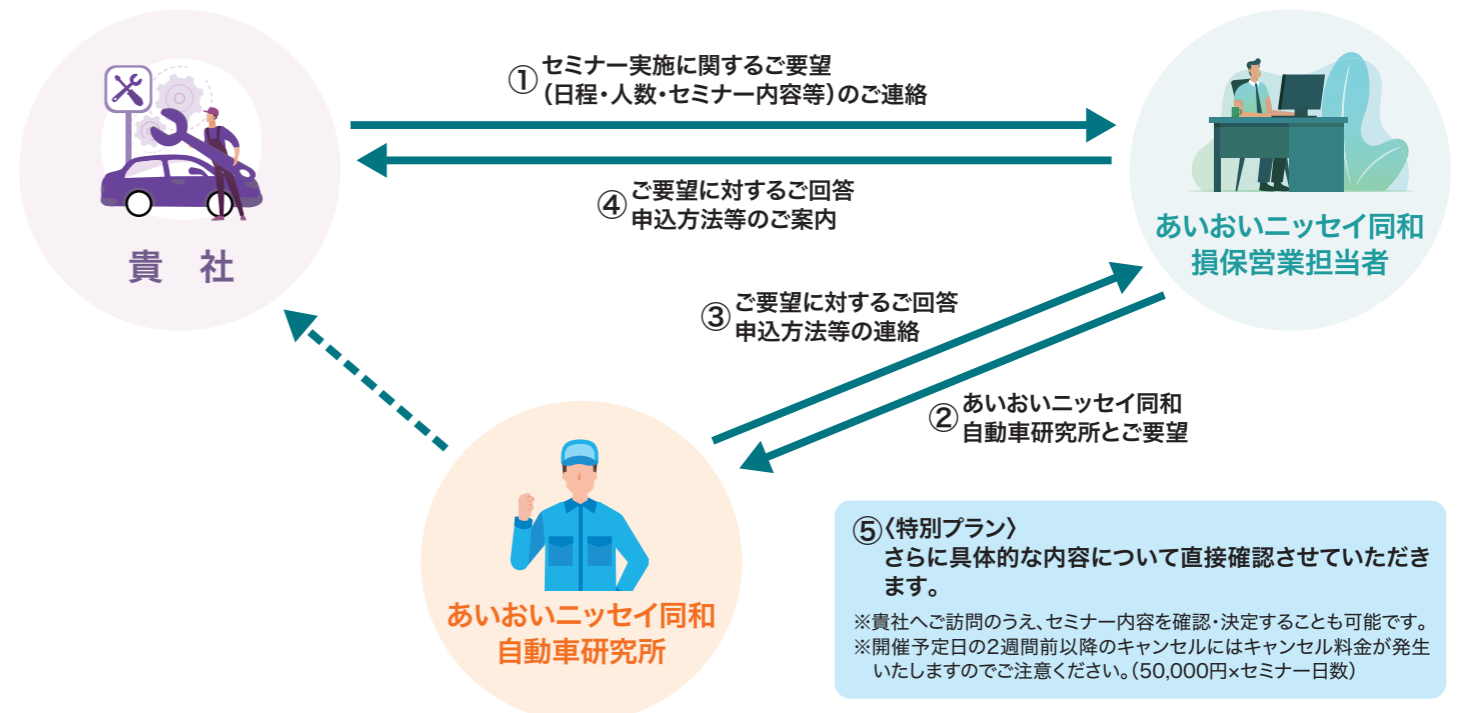 ①セミナー実施に関するご要望
(日程・人数・セミナー内容等)のご連絡
④ご要望に対するご回答
申込方法等のご案内
貴 社
あいおいニッセイ同和
損保営業担当者
③ご要望に対するご回答
申込方法等の連絡
②あいおいニッセイ同和
自動車研究所とご要望
あいおいニッセイ同和
自動車研究所
⑤〈特別プラン〉
さらに具体的な内容について直接確認させていただき
ます。
※貴社へご訪問のうえ、セミナー内容を確認・決定することも可能です。
※開催予定日の2週間前以降のキャンセルにはキャンセル料金が発生
いたしますのでご注意ください。(50,000円×セミナー日数)